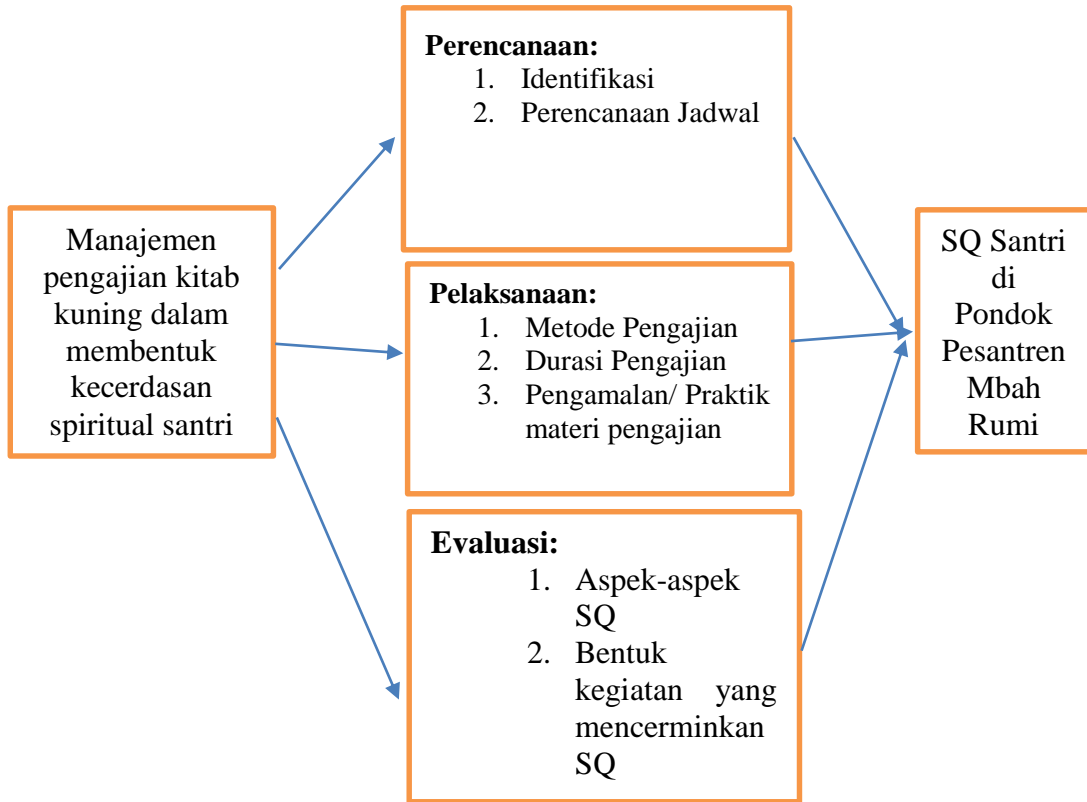 Manajemen
pengajian kitab
kuning dalam
membentuk
kecerdasan
spiritual santri
Perencanaan:
1. Identifikasi
2. Perencanaan Jadwal
Pelaksanaan:
1. Metode Pengajian
2. Durasi Pengajian
3. Pengamalan/ Praktik
materi pengajian
Evaluasi:
1. Aspek-aspek
SQ
2. Bentuk
kegiatan yang
mencerminkan
SQ
SQ Santri
di
Pondok
Pesantren
Mbah
Rumi